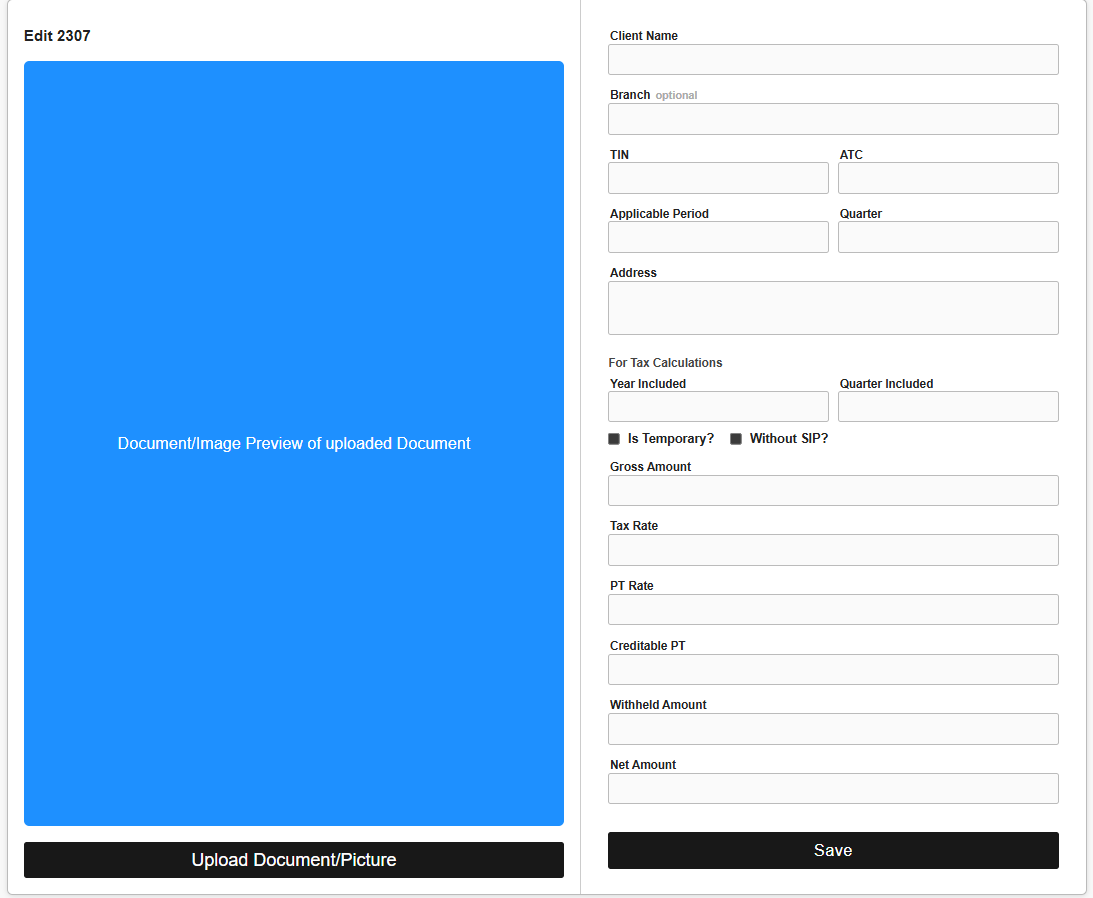 Edit 2307
Document/Image Preview of uploaded Document
Upload Document/Picture
Client Name
Branch optional
TIN ATC
Applicable Period Quarter
Address
For Tax Calculations
Year Included Quarter Included
Is Temporary? Without SIP?
Gross Amount
Tax Rate
PT Rate
Creditable PT
Withheld Amount
Net Amount
Save